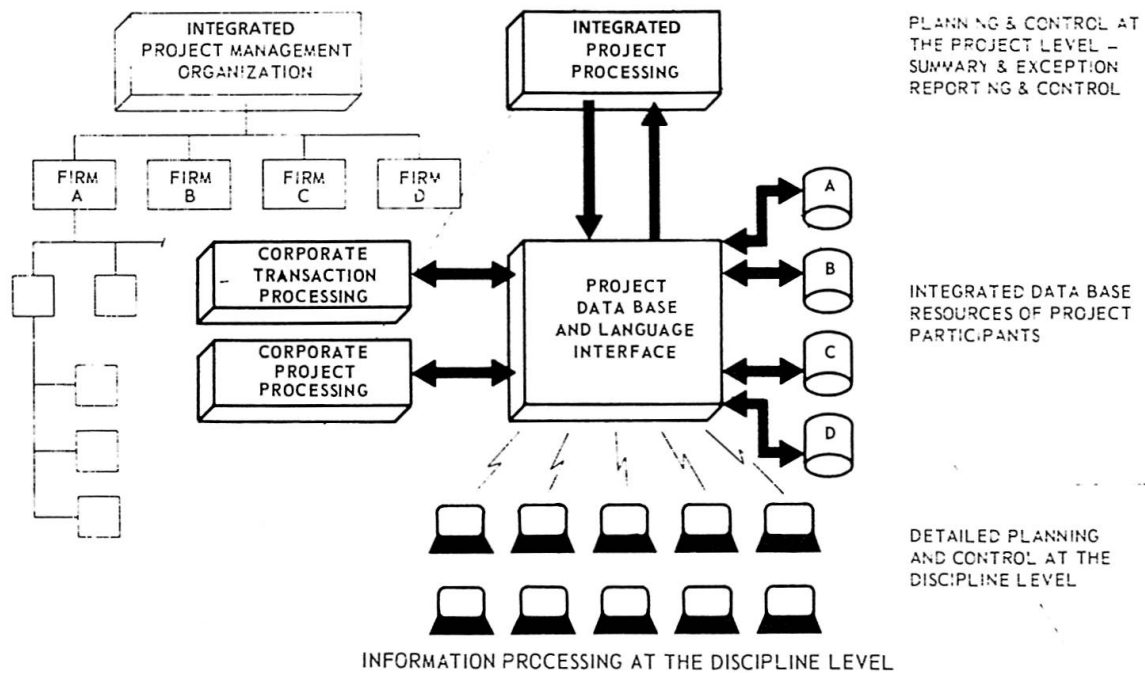 INTEGRATED
PROJECT MANAGEMENT
ORGANIZATION
INTEGRATED
PROJECT
PROCESSING
PLANNING & CONTROL AT
THE PROJECT LEVEL –
SUMMARY & EXCEPTION
REPORTING & CONTROL
FIRM
A
FIRM
B
FIRM
C
FIRM
D
CORPORATE
TRANSACTION
PROCESSING
CORPORATE
PROJECT
PROCESSING
PROJECT
DATA BASE
AND LANGUAGE
INTERFACE
A
B
C
D
INTEGRATED DATA BASE
RESOURCES OF PROJECT
PARTICIPANTS
DETAILED PLANNING
AND CONTROL AT THE
DISCIPLINE LEVEL
INFORMATION PROCESSING AT THE DISCIPLINE LEVEL